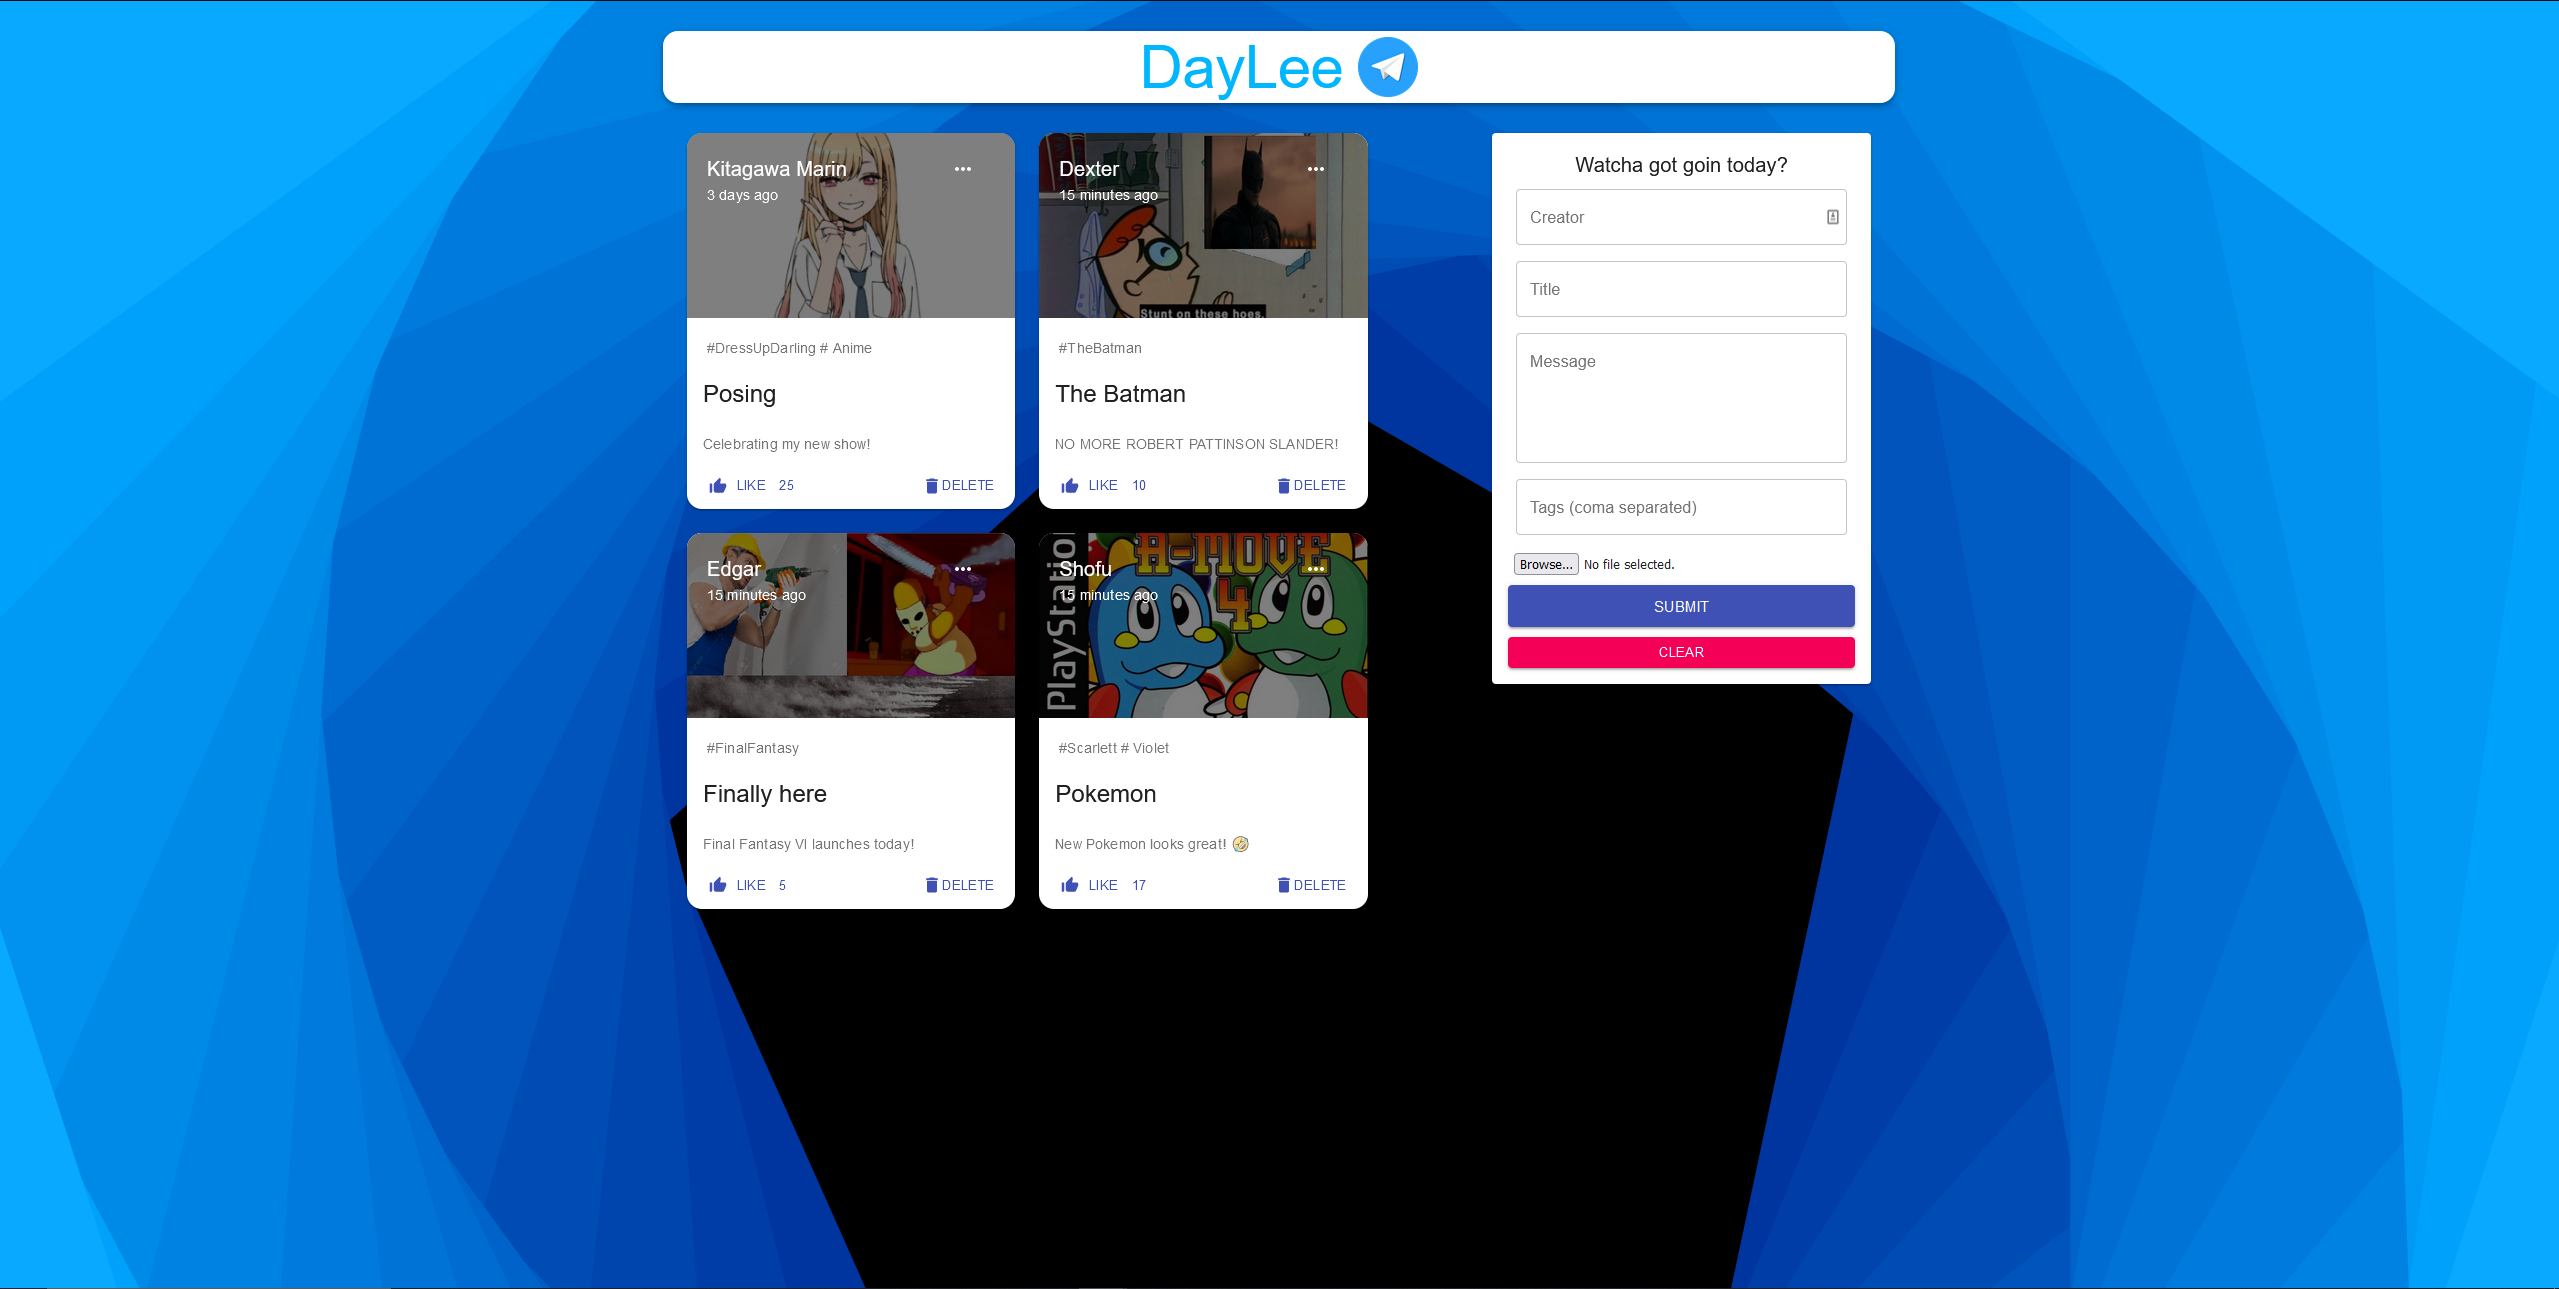 DayLee
Kitagawa Marin
3 days ago
#DressUpDarling # Anime
Posing
Celebrating my new show!
LIKE 25
DELETE
Dexter
15 minutes ago
Stunt on these hoes.
#TheBatman
The Batman
NO MORE ROBERT PATTINSON SLANDER!
LIKE 10
DELETE
Edgar
15 minutes ago
#FinalFantasy
Finally here
Final Fantasy VI launches today!
LIKE 5
DELETE
Shofu
15 minutes ago
PlayStation
A-MOVE
4
#Scarlett # Violet
Pokemon
New Pokemon looks great! 🤣
LIKE 17
DELETE
Watcha got goin today?
Creator
Title
Message
Tags (coma separated)
Browse... No file selected.
SUBMIT
CLEAR